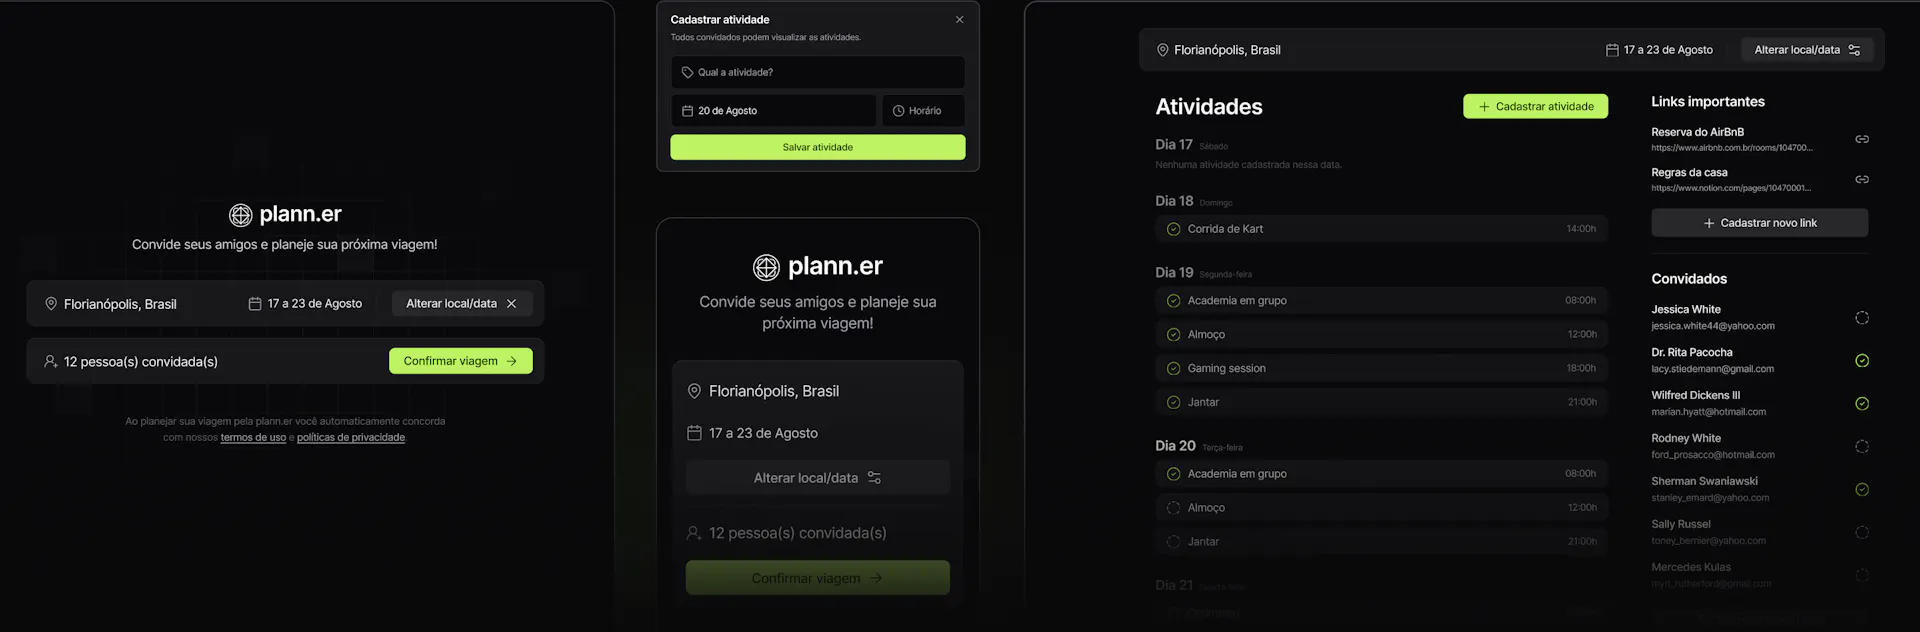 plann.er
Convide seus amigos e planeje sua próxima viagem!
Florianópolis, Brasil
17 a 23 de Agosto
Alterar local/data
12 pessoa(s) convidada(s)
Confirmar viagem
Ao planejar sua viagem pela plann.er você automaticamente concorda
com nossos termos de uso e políticas de privacidade.
Cadastrar atividade
Todos convidados podem visualizar as atividades.
Qual a atividade?
20 de Agosto
Horário
Salvar atividade
plann.er
Convide seus amigos e planeje sua
próxima viagem!
Florianópolis, Brasil
17 a 23 de Agosto
Alterar local/data
12 pessoa(s) convidada(s)
Confirmar viagem
Florianópolis, Brasil
17 a 23 de Agosto
Alterar local/data
Atividades
Cadastrar atividade
Dia 17 Sábado
Nenhuma atividade cadastrada nessa data.
Dia 18 Domingo
Corrida de Kart 14:00h
Dia 19 Segunda-feira
Academia em grupo 08:00h
Almoço 12:00h
Gaming session 18:00h
Jantar 21:00h
Dia 20 Terça-feira
Academia em grupo 08:00h
Almoço 12:00h
Jantar 21:00h
Dia 21 Quarta-feira
Links importantes
Reserva do AirBnB
https://www.airbnb.com.br/rooms/104700...
Regras da casa
https://www.notion.com/pages/10470001...
Cadastrar novo link
Convidados
Jessica White
jessica.white44@yahoo.com
Dr. Rita Pacocha
lacy.stiedemann@gmail.com
Wilfred Dickens III
marian.hyatt@hotmail.com
Rodney White
ford_prosacco@hotmail.com
Sherman Swaniawski
stanley_emard@yahoo.com
Sally Russel
toney_bernier@yahoo.com
Mercedes Kulas
myrt_rutherford@gmail.com